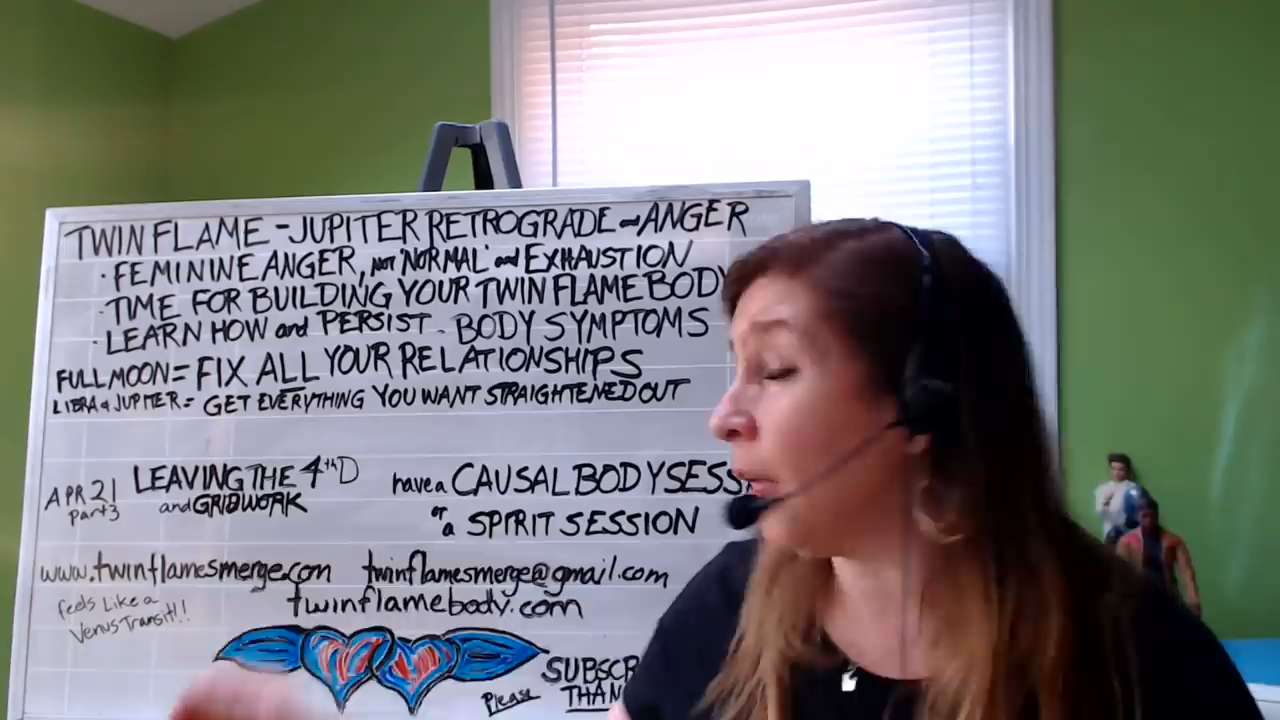 TWIN FLAME - JUPITER RETROGRADE → ANGER
• FEMININE ANGER, NOT 'NORMAL' and EXHAUSTION
• TIME FOR BUILDING YOUR TWIN FLAME BODY
• LEARN HOW and PERSIST - BODY SYMPTOMS
FULL MOON = FIX ALL YOUR RELATIONSHIPS
LIBRA & JUPITER = GET EVERYTHING YOU WANT STRAIGHTENED OUT
APR 21 LEAVING THE 4th D have a CAUSAL BODY SESS
part 3 and GRIDWORK or a SPIRIT SESSION
www.twinflamesmerge.com twinflamesmerge@gmail.com
feels Like a twinflamebody.com
Venus Transit!!
SUBSCR
Please THAN